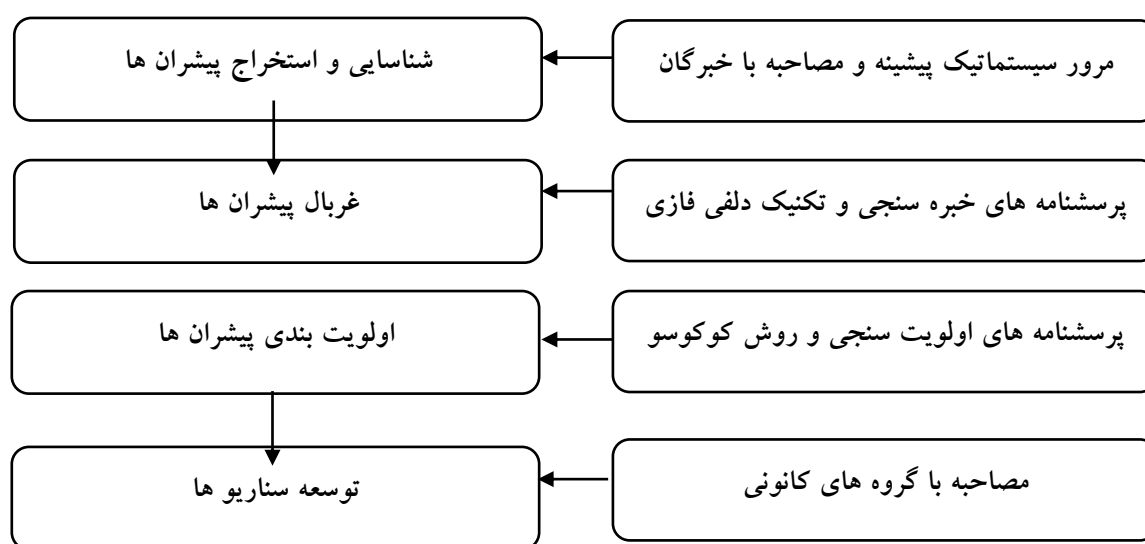 مرور سیستماتیک پیشینه و مصاحبه با خبرگان
شناسایی و استخراج پیشران ها
پرسشنامه های خبره سنجی و تکنیک دلفی فازی
غربال پیشران ها
پرسشنامه های اولویت سنجی و روش کوکوسو
اولویت بندی پیشران ها
مصاحبه با گروه های کانونی
توسعه سناریو ها